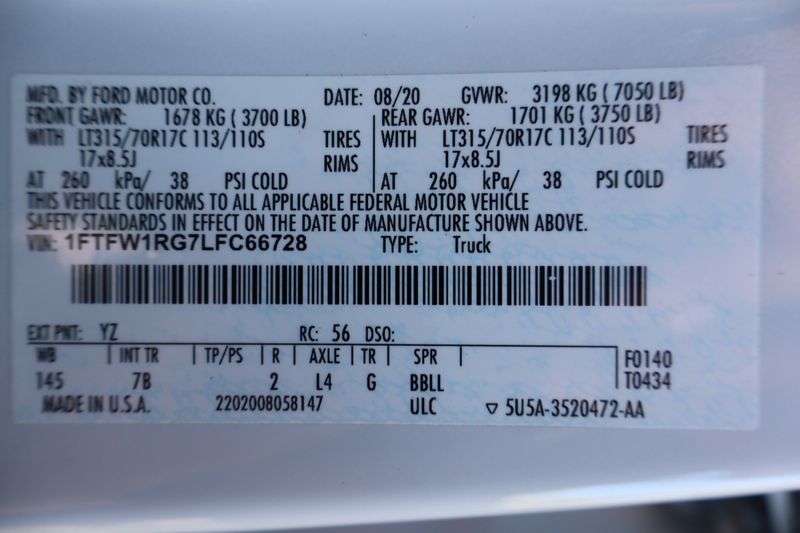 MFD. BY FORD MOTOR CO. DATE: 08/20 GVWR: 3198 KG ( 7050 LB)
FRONT GAWR: 1678 KG ( 3700 LB) REAR GAWR: 1701 KG ( 3750 LB)
WITH LT315/70R17C 113/110S TIRES WITH LT315/70R17C 113/110S TIRES
17x8.5J RIMS 17x8.5J RIMS
AT 260 kPa/ 38 PSI COLD AT 260 kPa/ 38 PSI COLD
THIS VEHICLE CONFORMS TO ALL APPLICABLE FEDERAL MOTOR VEHICLE
SAFETY STANDARDS IN EFFECT ON THE DATE OF MANUFACTURE SHOWN ABOVE.
VIN: 1FTFW1RG7LFC66728 TYPE: Truck
EXT PNT: YZ RC: 56 DSO:
WB INT TR TP/PS R AXLE TR SPR F0140
145 7B 2 L4 G BBLL T0434
MADE IN U.S.A. 2202008058147 ULC ▽ 5U5A-3520472-AA